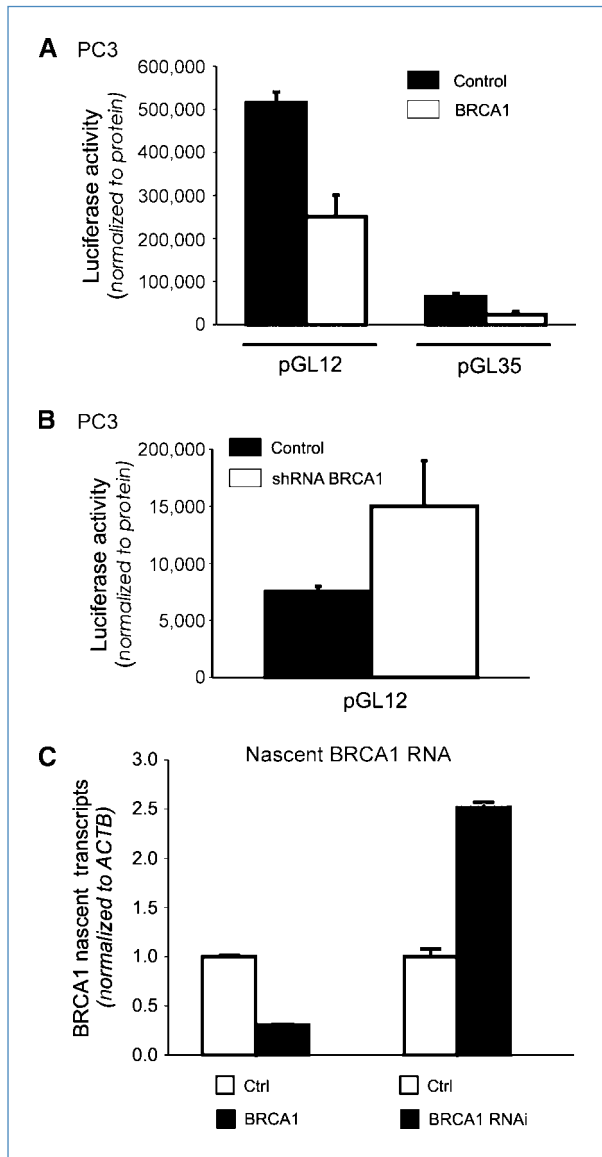 A PC3
Luciferase activity
(normalized to protein)
600,000
500,000
400,000
300,000
200,000
100,000
0
Control
BRCA1
pGL12
pGL35
B PC3
Luciferase activity
(normalized to protein)
200,000
15,000
10,000
5,000
0
Control
shRNA BRCA1
pGL12
C
Nascent BRCA1 RNA
BRCA1 nascent transcripts
(normalized to ACTB)
3.0
2.5
2.0
1.5
1.0
0.5
0.0
Ctrl
BRCA1
Ctrl
BRCA1 RNAi